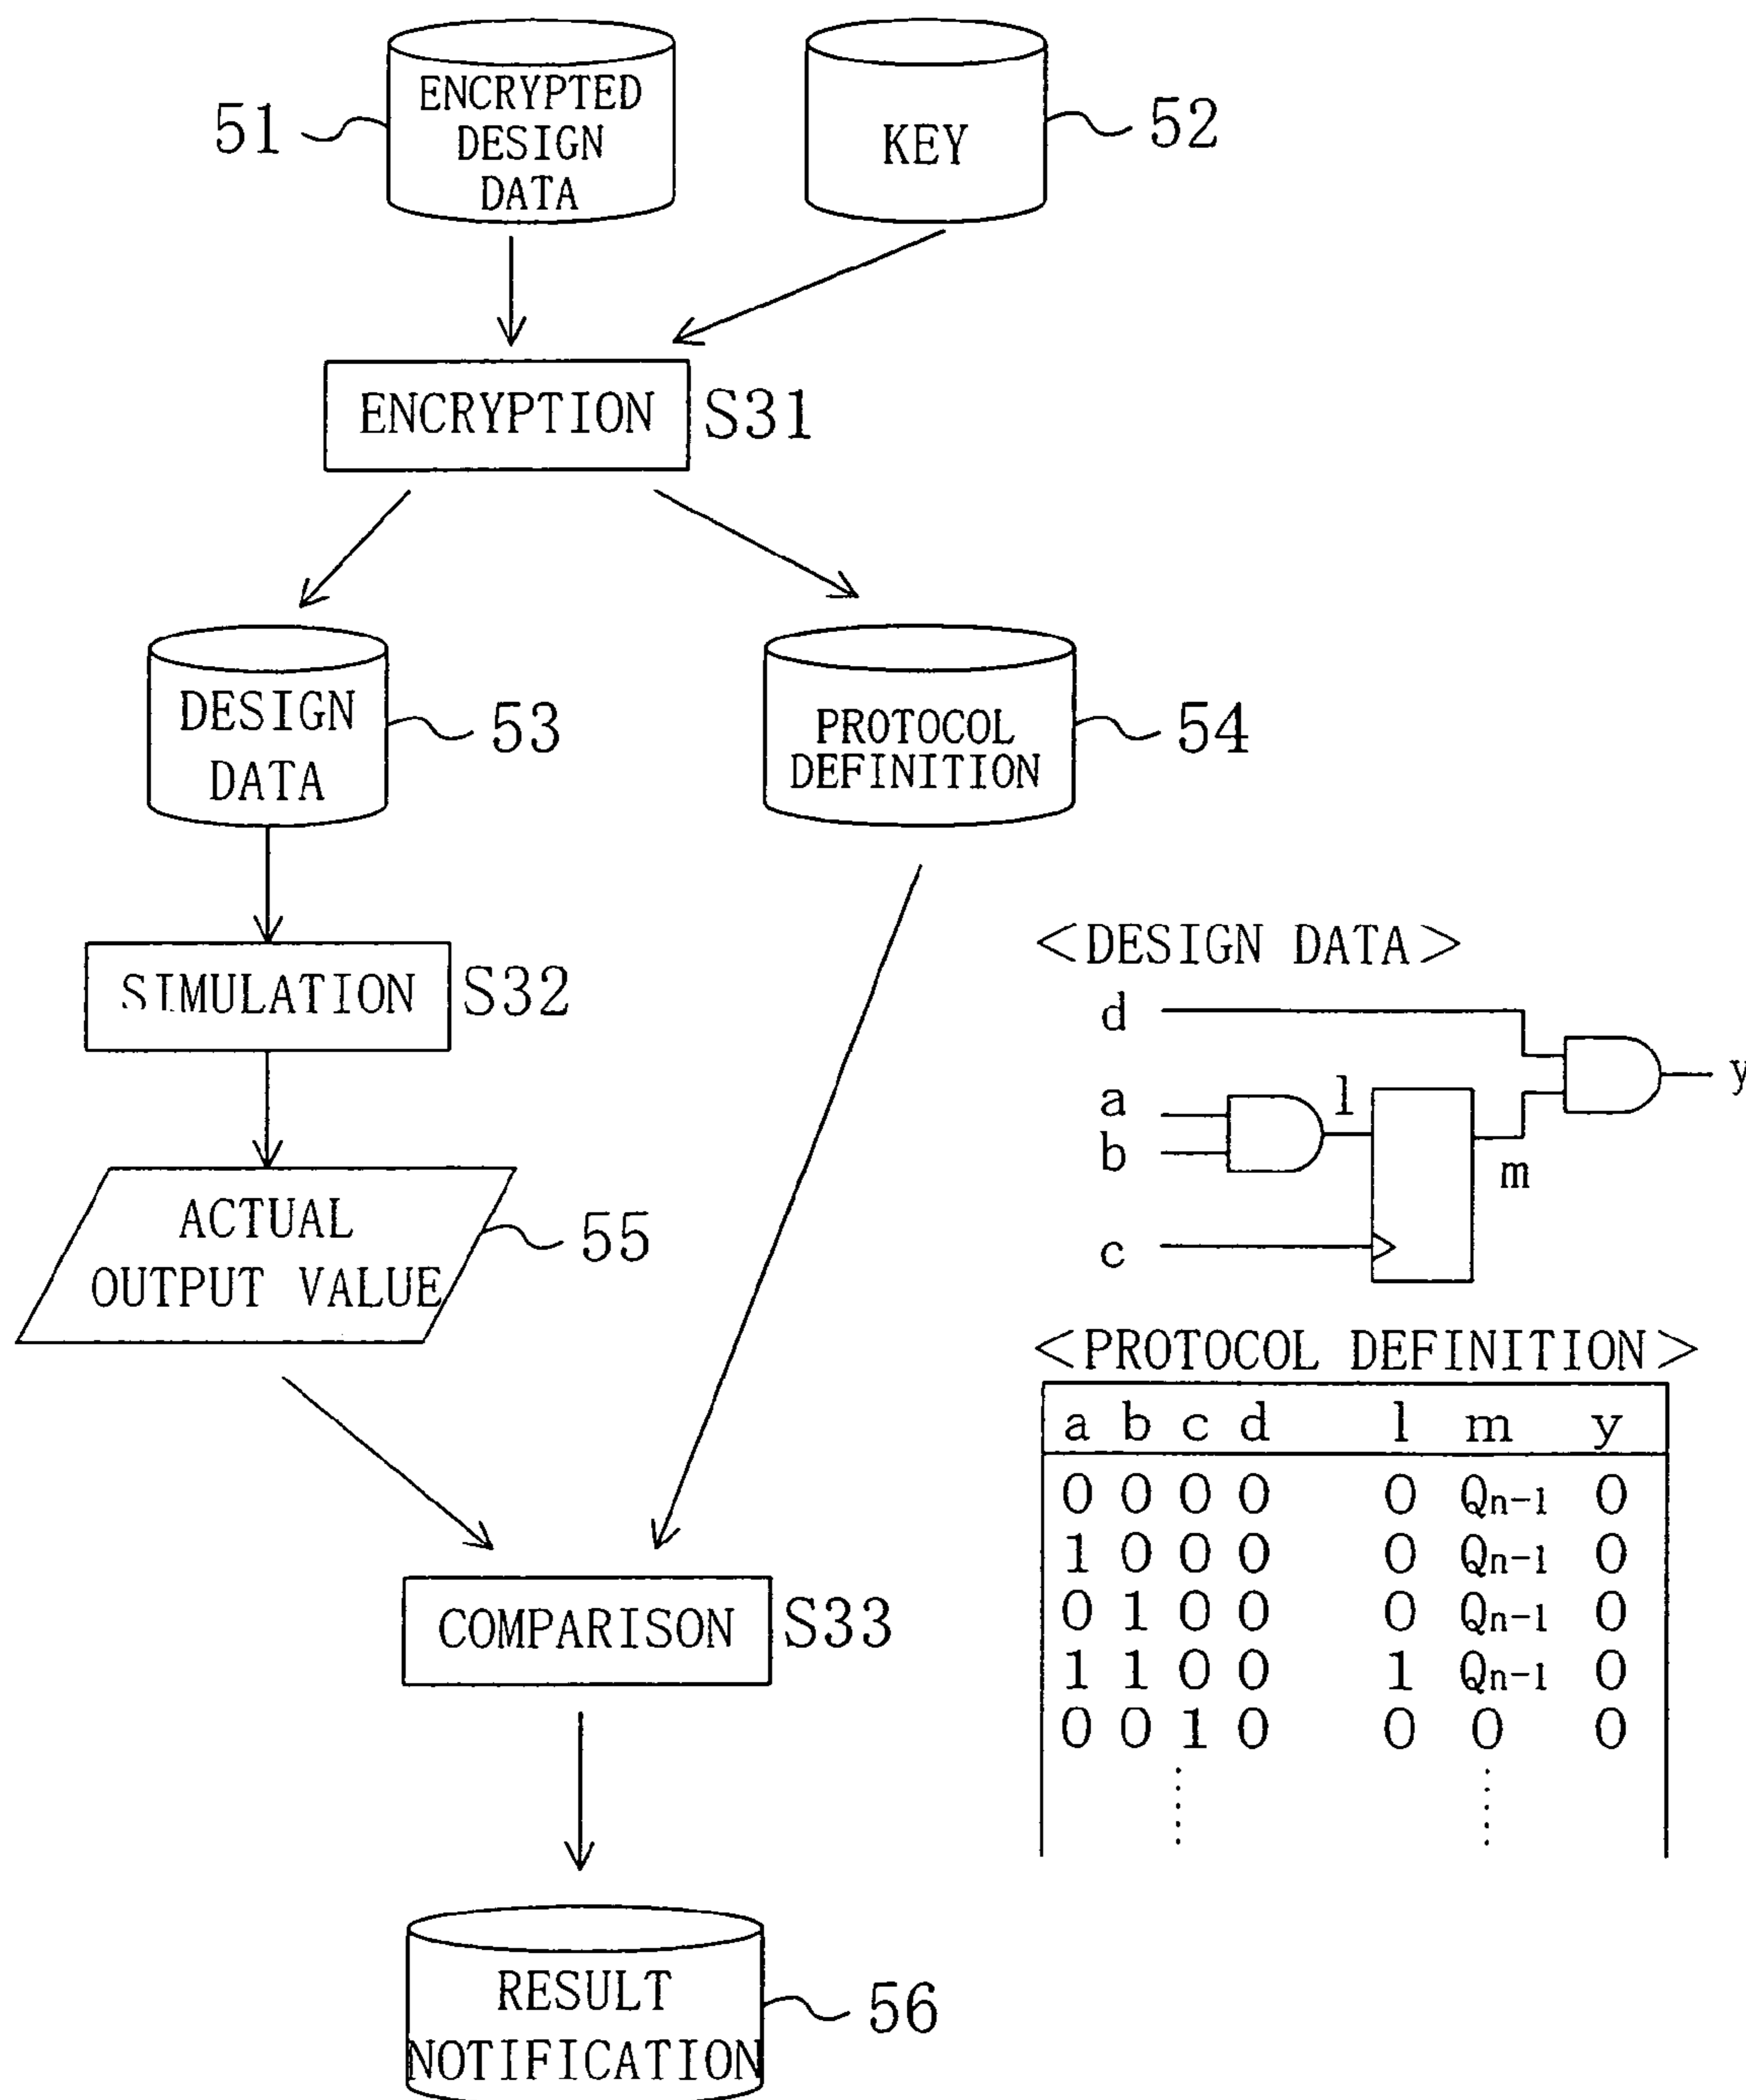 ENCRYPTED
DESIGN
DATA
51
KEY
52
ENCRYPTION
S31
DESIGN
DATA
53
PROTOCOL
DEFINITION
54
SIMULATION
S32
ACTUAL
OUTPUT VALUE
55
COMPARISON
S33
RESULT
NOTIFICATION
56
<DESIGN DATA>
d
a
b
c
l
m
y
<PROTOCOL DEFINITION>
a b c d l m y
0 0 0 0 0 Qn-1 0
1 0 0 0 0 Qn-1 0
0 1 0 0 0 Qn-1 0
1 1 0 0 1 Qn-1 0
0 0 1 0 0 0 0